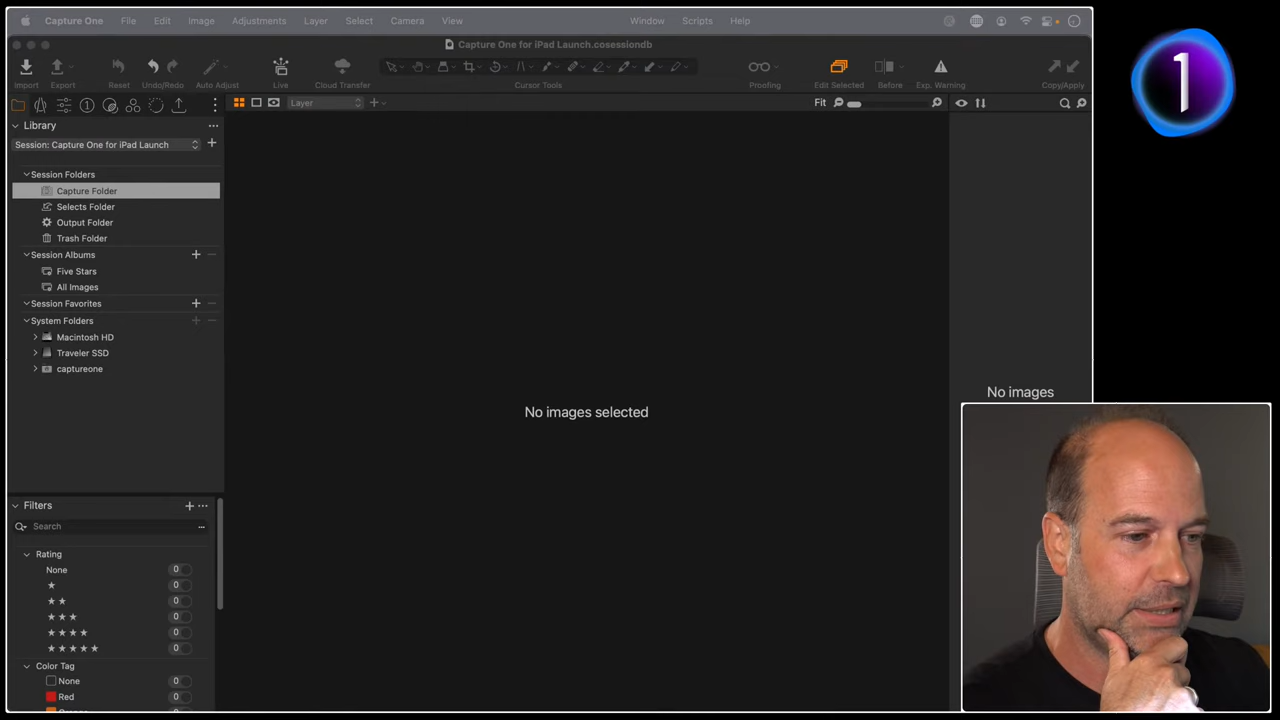 Capture One File Edit Image Adjustments Layer Select Camera View Window Scripts Help
Capture One for iPad Launch.cosessiondb
Import Export Reset Undo/Redo Auto Adjust Live Cloud Transfer Cursor Tools Proofing Edit Selected Before Exp. Warning Copy/Apply
Layer Fit
Library
Session: Capture One for iPad Launch
Session Folders
Capture Folder
Selects Folder
Output Folder
Trash Folder
Session Albums
Five Stars
All Images
Session Favorites
System Folders
Macintosh HD
Traveler SSD
captureone
No images selected
No images
Filters
Search
Rating
None 0
★ 0
★ ★ 0
★ ★ ★ 0
★ ★ ★ ★ 0
★ ★ ★ ★ ★ 0
Color Tag
None 0
Red 0
1